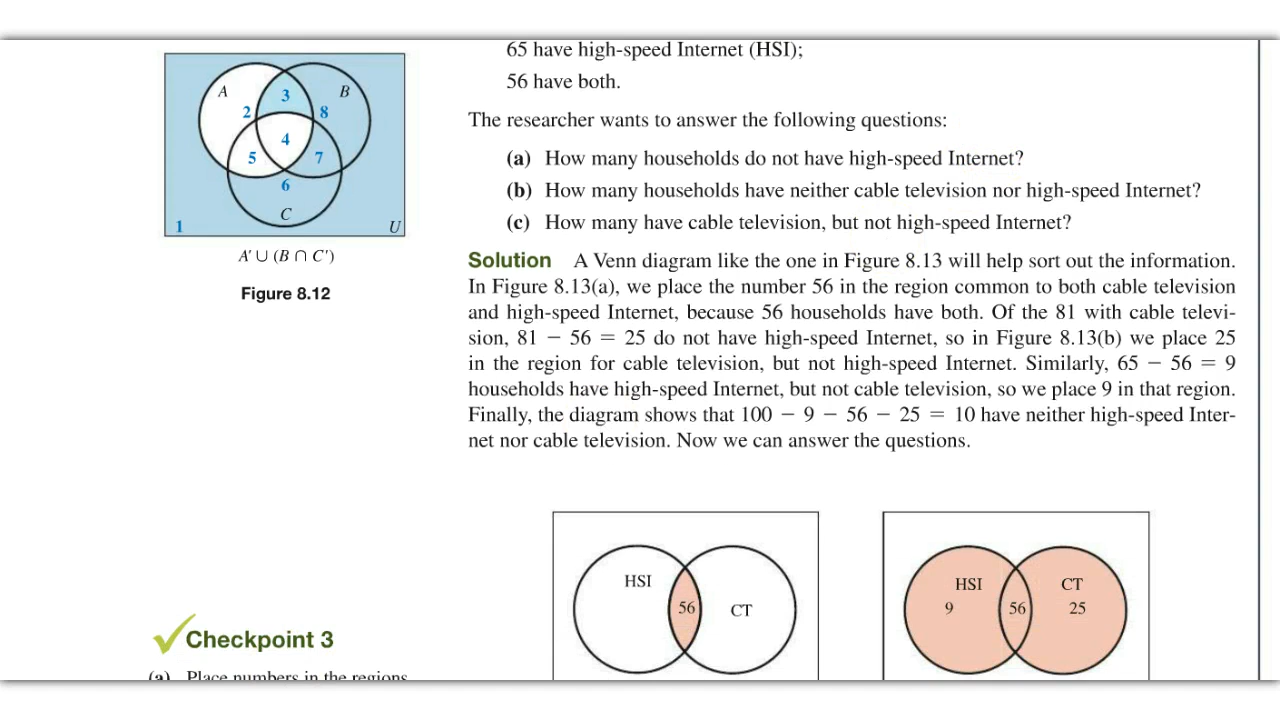 65 have high-speed Internet (HSI);
56 have both.
The researcher wants to answer the following questions:
(a) How many households do not have high-speed Internet?
(b) How many households have neither cable television nor high-speed Internet?
(c) How many have cable television, but not high-speed Internet?
Solution A Venn diagram like the one in Figure 8.13 will help sort out the information.
In Figure 8.13(a), we place the number 56 in the region common to both cable television
and high-speed Internet, because 56 households have both. Of the 81 with cable televi-
sion, 81 − 56 = 25 do not have high-speed Internet, so in Figure 8.13(b) we place 25
in the region for cable television, but not high-speed Internet. Similarly, 65 − 56 = 9
households have high-speed Internet, but not cable television, so we place 9 in that region.
Finally, the diagram shows that 100 − 9 − 56 − 25 = 10 have neither high-speed Inter-
net nor cable television. Now we can answer the questions.
A
B
3
2
8
4
5
7
6
C
1
U
A′ ∪ (B ∩ C′)
Figure 8.12
HSI
56
CT
HSI
CT
9
56
25
Checkpoint 3
(a) Place numbers in the regions